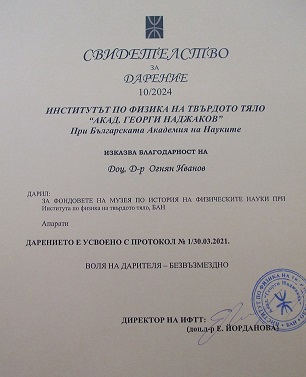 СВИДЕТЕЛСТВО
ЗА
ДАРЕНИЕ
10/2024
ИНСТИТУТЪТ ПО ФИЗИКА НА ТВЪРДОТО ТЯЛО
“АКАД. ГЕОРГИ НАДЖАКОВ”
При Българската Академия на Науките
ИЗКАЗВА БЛАГОДАРНОСТ НА
Доц. Д-р Огнян Иванов
ДАРИЛ:
ЗА ФОНДОВЕТЕ НА МУЗЕЯ ПО ИСТОРИЯ НА ФИЗИЧЕСКИТЕ НАУКИ ПРИ
Института по физика на твърдото тяло, БАН
Апарати
ДАРЕНИЕТО Е УСВОЕНО С ПРОТОКОЛ № 1/30.03.2021.
ВОЛЯ НА ДАРИТЕЛЯ – БЕЗВЪЗМЕЗДНО
ДИРЕКТОР НА ИФТТ:
(доц.д-р Е. ЙОРДАНОВА)